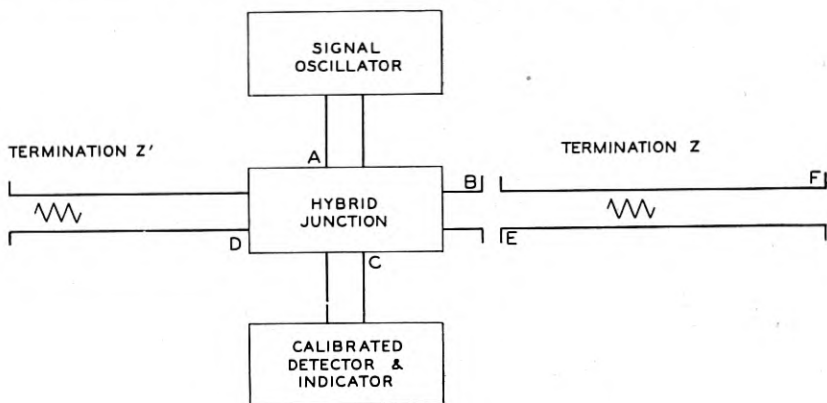 SIGNAL
OSCILLATOR
TERMINATION Z'
TERMINATION Z
A
B
F
HYBRID
JUNCTION
D
E
C
CALIBRATED
DETECTOR &
INDICATOR